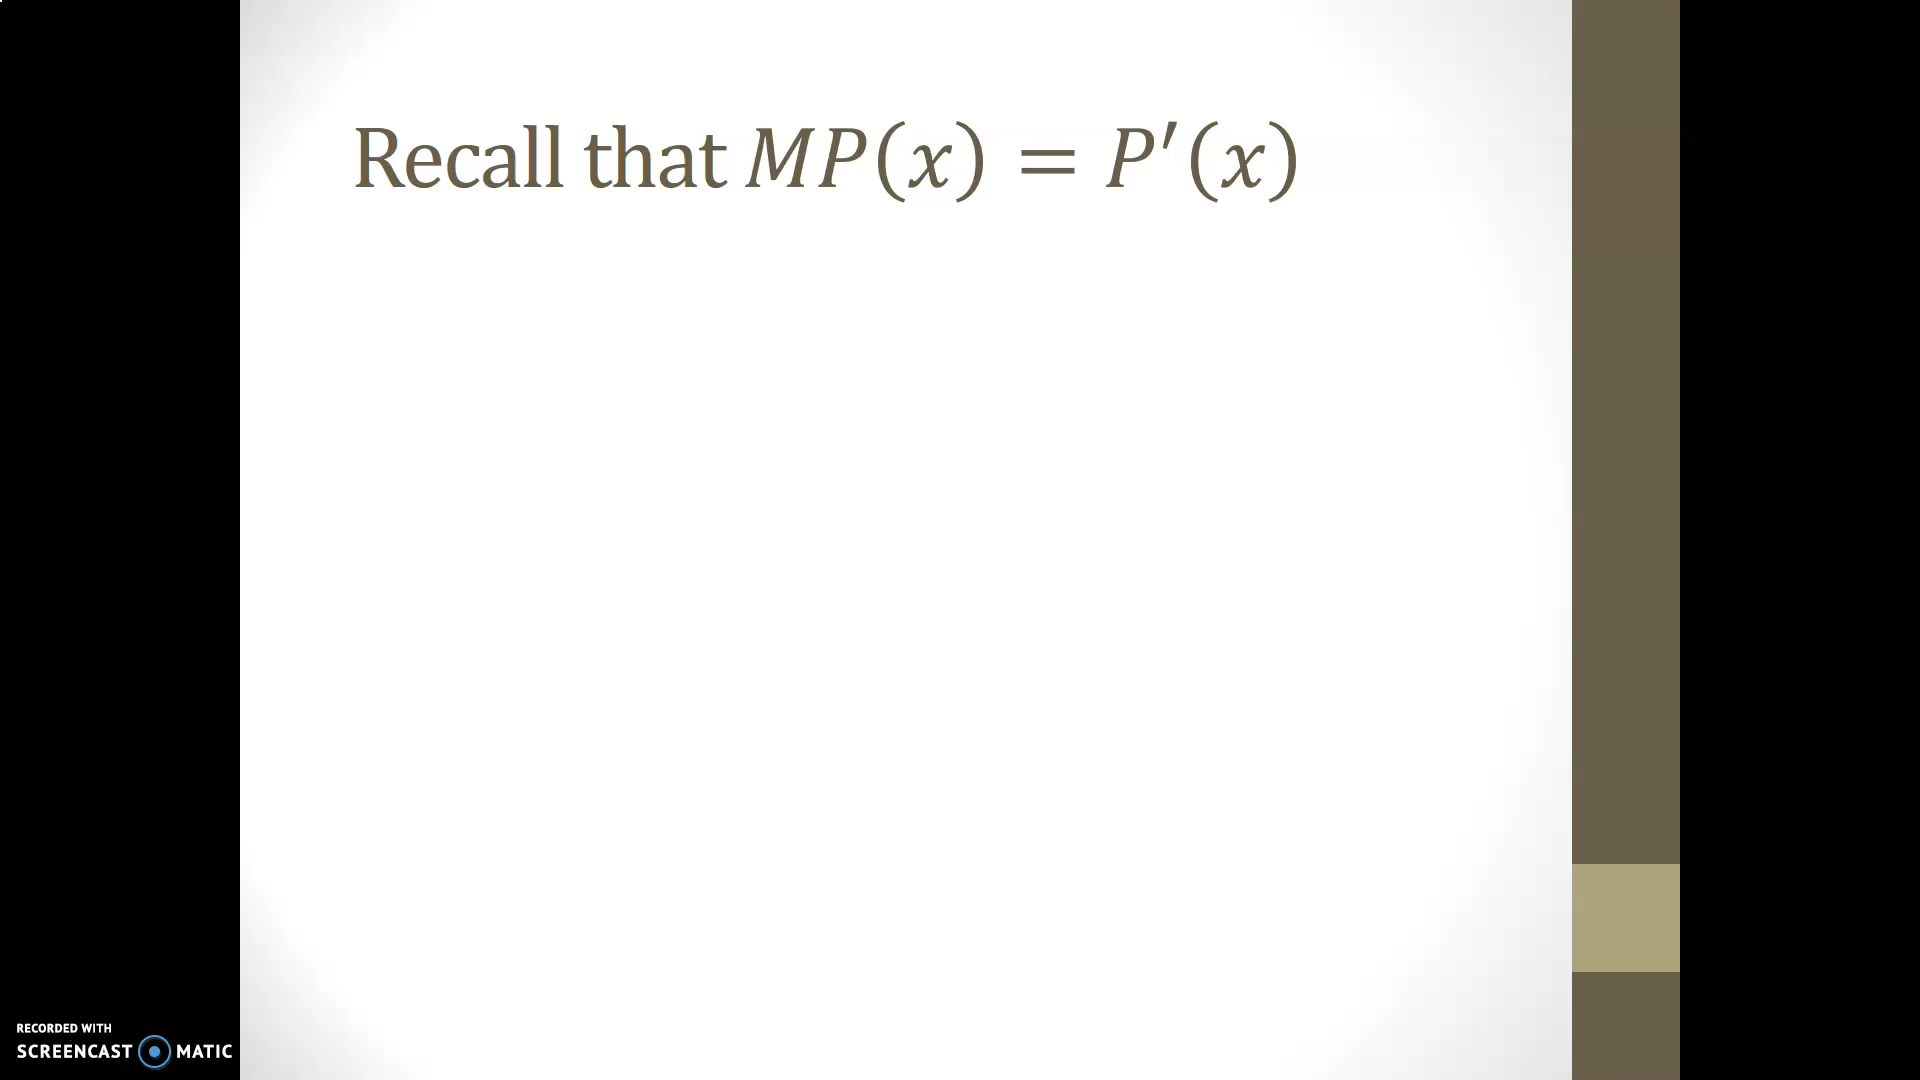 Recall that MP(x) = P′(x)
RECORDED WITH
SCREENCAST MATIC